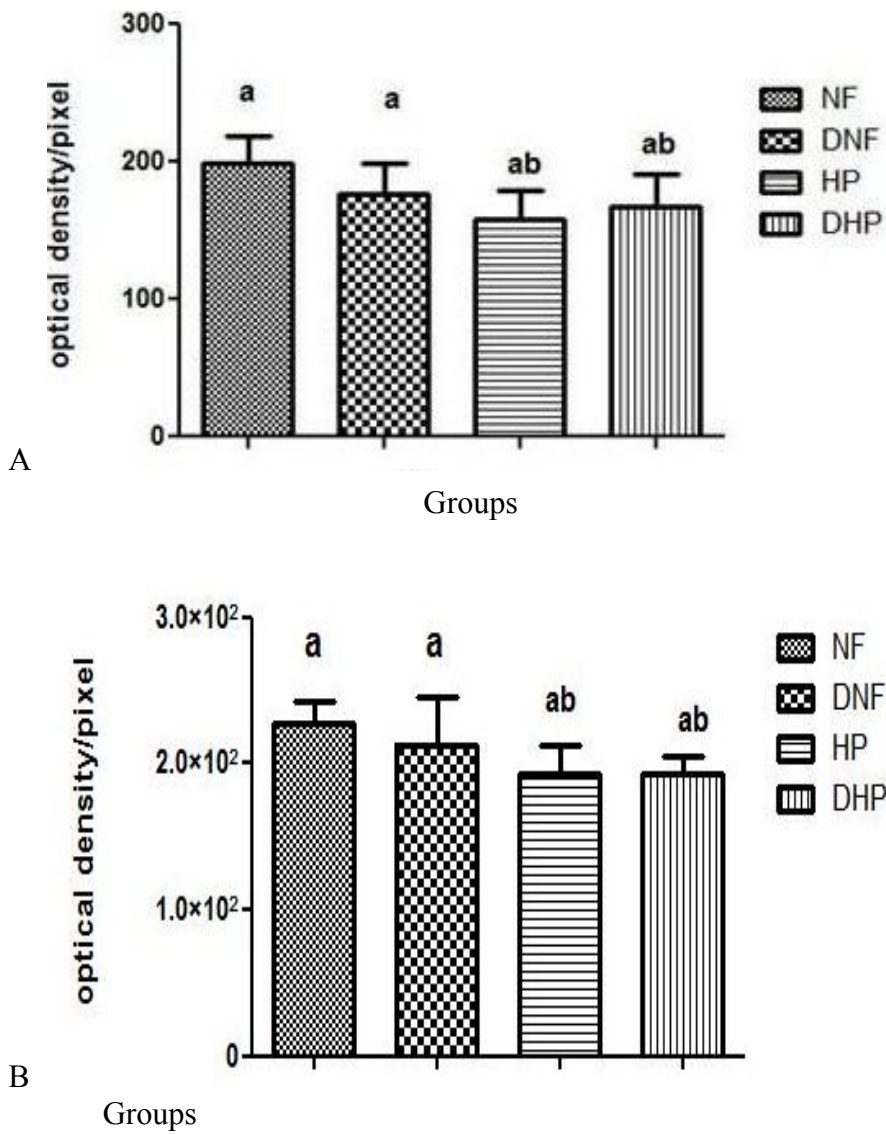 300
200
100
0
optical density/pixel
a
a
ab
ab
NF
DNF
HP
DHP
A
Groups
3.0×10²
2.0×10²
1.0×10²
0
optical density/pixel
a
a
ab
ab
NF
DNF
HP
DHP
B
Groups